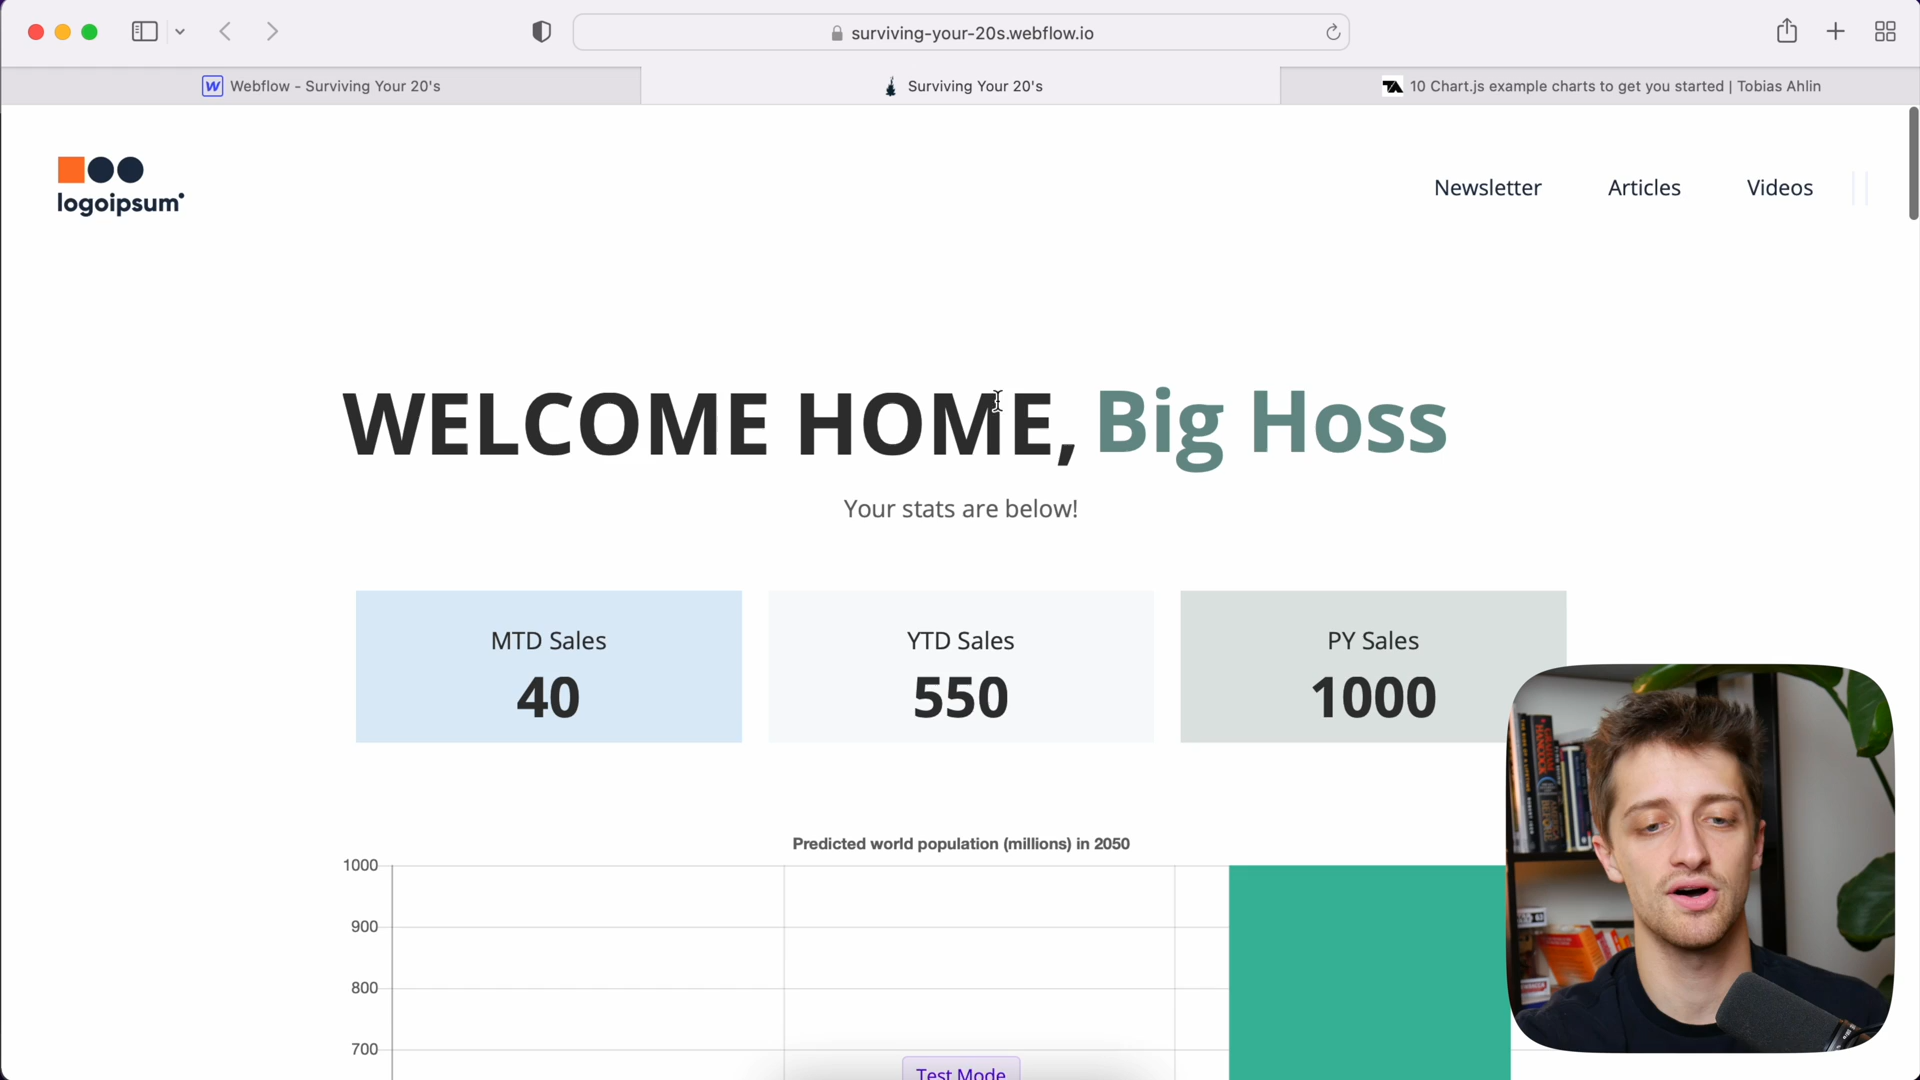 surviving-your-20s.webflow.io
Webflow - Surviving Your 20's
Surviving Your 20's
10 Chart.js example charts to get you started | Tobias Ahlin
logoipsum
Newsletter
Articles
Videos
WELCOME HOME, Big Hoss
Your stats are below!
MTD Sales
40
YTD Sales
550
PY Sales
1000
Predicted world population (millions) in 2050
1000
900
800
700
Test Mode